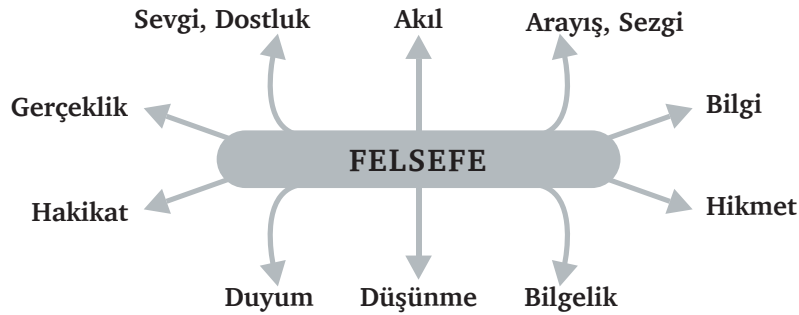 Sevgi, Dostluk
Akıl
Arayış, Sezgi
Gerçeklik
Bilgi
FELSEFE
Hakikat
Hikmet
Duyum
Düşünme
Bilgelik